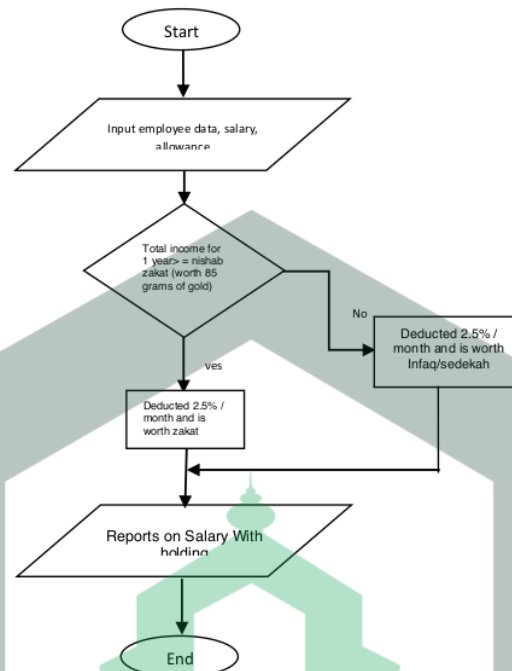 Start
Input employee data, salary,
allowance
Total income for
1 year> = nishab
zakat (worth 85
grams of gold)
No
Deducted 2.5% /
month and is worth
Infaq/sedekah
yes
Deducted 2.5% /
month and is
worth zakat
Reports on Salary With
holding
End